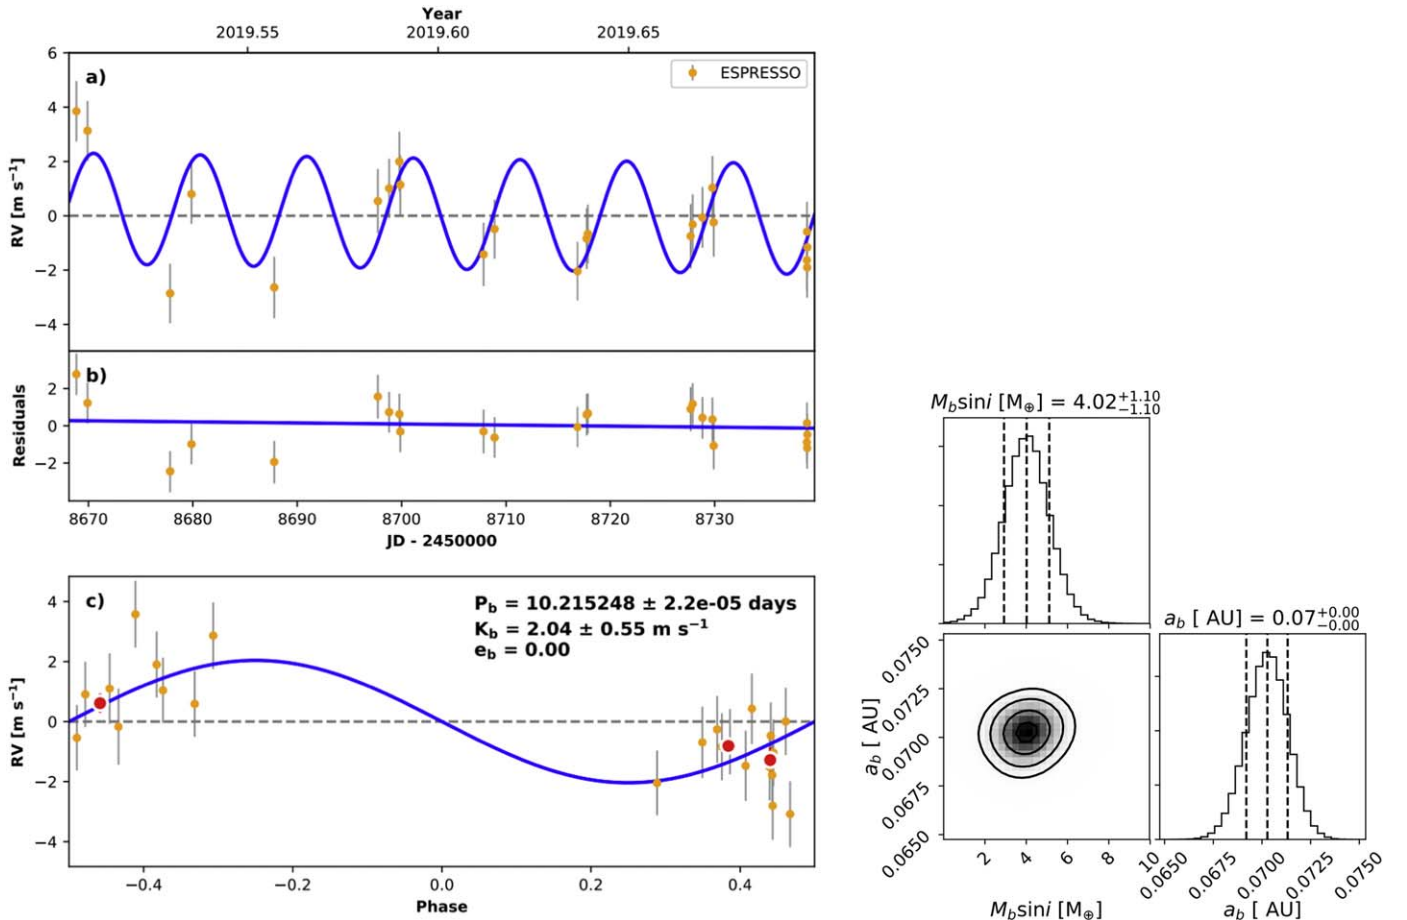 Year
2019.55 2019.60 2019.65
a)
ESPRESSO
6
4
2
0
−2
−4
RV [m s⁻¹]
b)
2
0
−2
Residuals
8670 8680 8690 8700 8710 8720 8730
JD - 2450000
c)
P_b = 10.215248 ± 2.2e-05 days
K_b = 2.04 ± 0.55 m s⁻¹
e_b = 0.00
4
2
0
−2
−4
RV [m s⁻¹]
−0.4 −0.2 0.0 0.2 0.4
Phase
M_b sin i [M_⊕] = 4.02^{+1.10}_{−1.10}
a_b [ AU] = 0.07^{+0.00}_{−0.00}
0.0750
0.0725
0.0700
0.0675
0.0650
a_b [ AU]
2 4 6 8 10
M_b sin i [M_⊕]
0.0650 0.0675 0.0700 0.0725 0.0750
a_b [ AU]